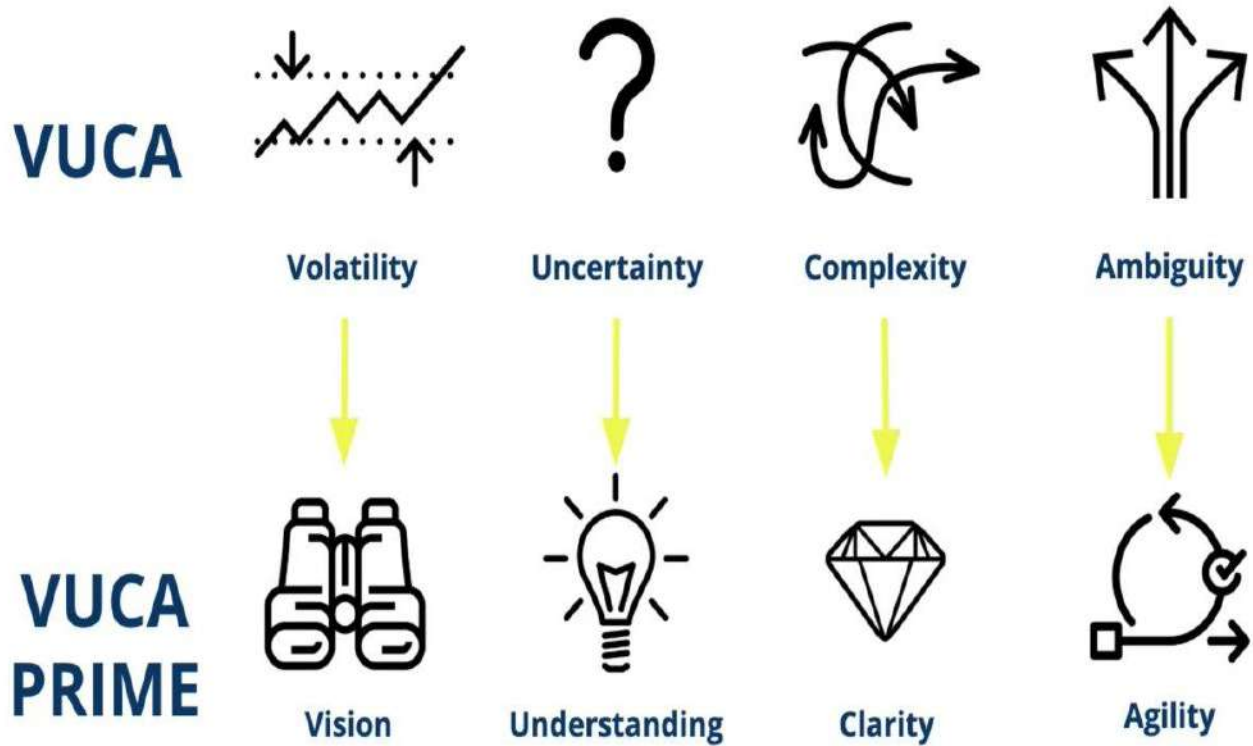 VUCA
Volatility
Uncertainty
Complexity
Ambiguity
VUCA
PRIME
Vision
Understanding
Clarity
Agility